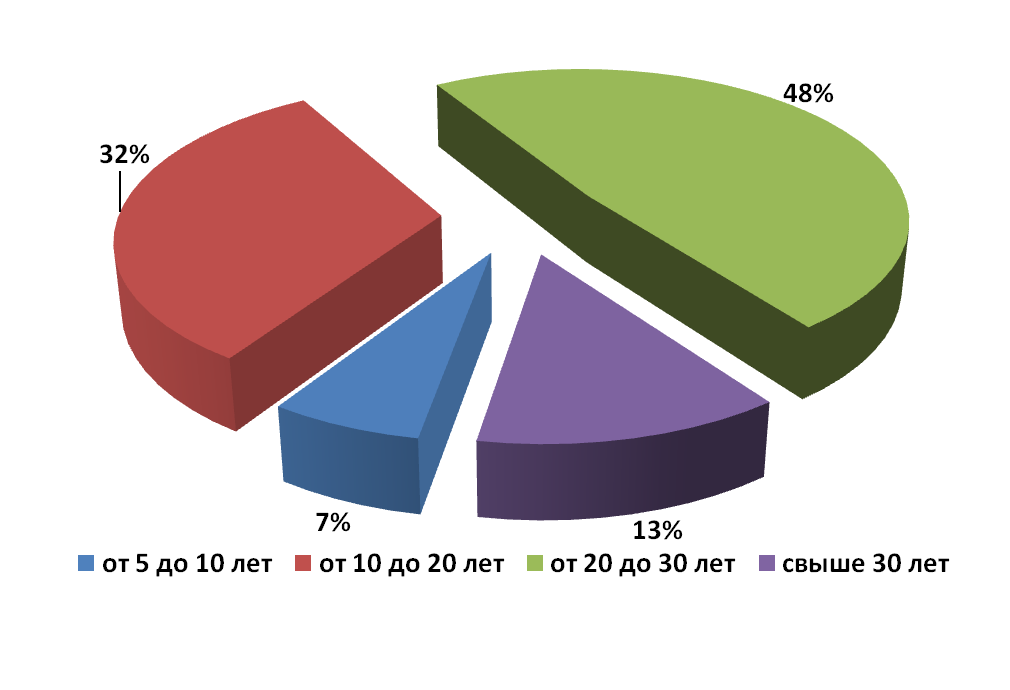 48%
32%
7%
13%
от 5 до 10 лет от 10 до 20 лет от 20 до 30 лет свыше 30 лет